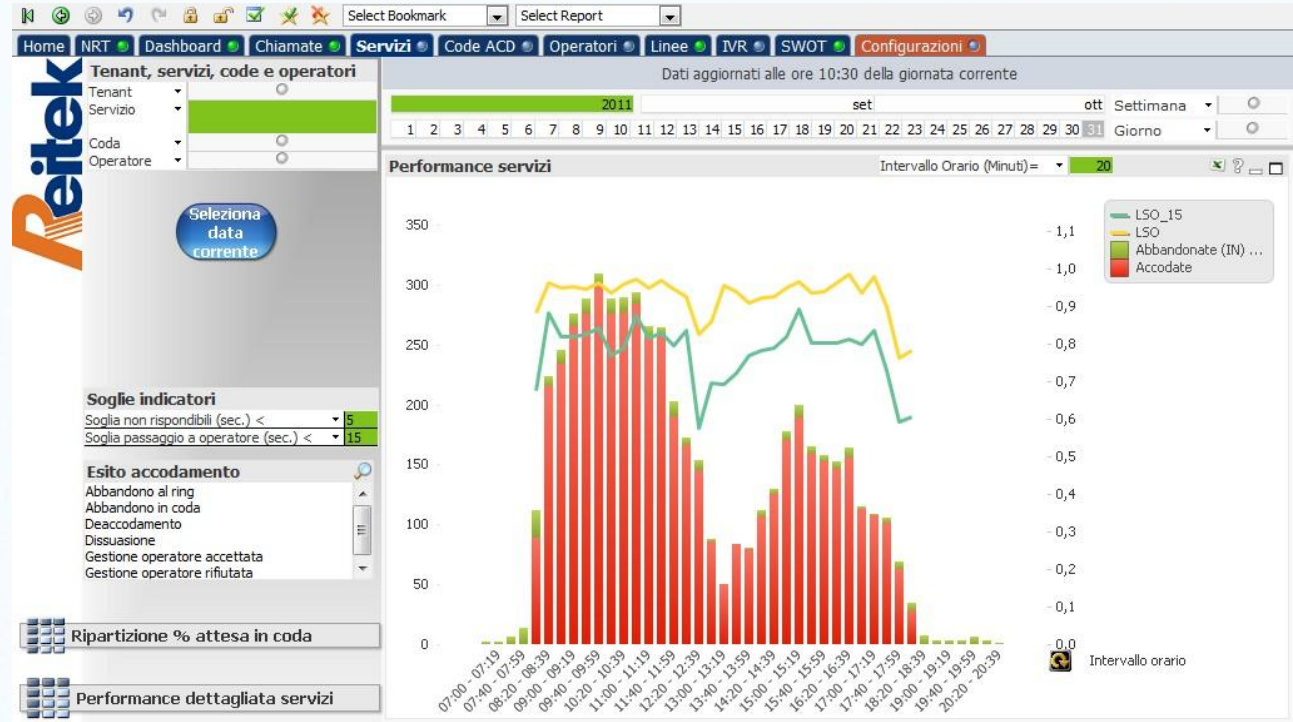 Select Bookmark Select Report
Home NRT Dashboard Chiamate Servizi Code ACD Operatori Linee IVR SWOT Configurazioni
Reitek
Tenant, servizi, code e operatori
Tenant
Servizio
Coda
Operatore
Seleziona
data
corrente
Soglie indicatori
Soglia non rispondibili (sec.) < 5
Soglia passaggio a operatore (sec.) < 15
Esito accodamento
Abbandono al ring
Abbandono in coda
Deaccodamento
Dissuasione
Gestione operatore accettata
Gestione operatore rifiutata
Ripartizione % attesa in coda
Performance dettagliata servizi
Dati aggiornati alle ore 10:30 della giornata corrente
2011 set ott Settimana
1 2 3 4 5 6 7 8 9 10 11 12 13 14 15 16 17 18 19 20 21 22 23 24 25 26 27 28 29 30 31 Giorno
Performance servizi Intervallo Orario (Minuti)= 20
LSO_15
LSO
Abbandonate (IN) ...
Accodate
350
300
250
200
150
100
50
0
1,1
1,0
0,9
0,8
0,7
0,6
0,5
0,4
0,3
0,2
0,1
0,0
07:00 - 07:19
07:40 - 07:59
08:20 - 08:39
09:00 - 09:19
09:40 - 09:59
10:20 - 10:39
11:00 - 11:19
11:40 - 11:59
12:20 - 12:39
13:00 - 13:19
13:40 - 13:59
14:20 - 14:39
15:00 - 15:19
15:40 - 15:59
16:20 - 16:39
17:00 - 17:19
17:40 - 17:59
18:20 - 18:39
19:00 - 19:19
19:40 - 19:59
20:20 - 20:39
Intervallo orario